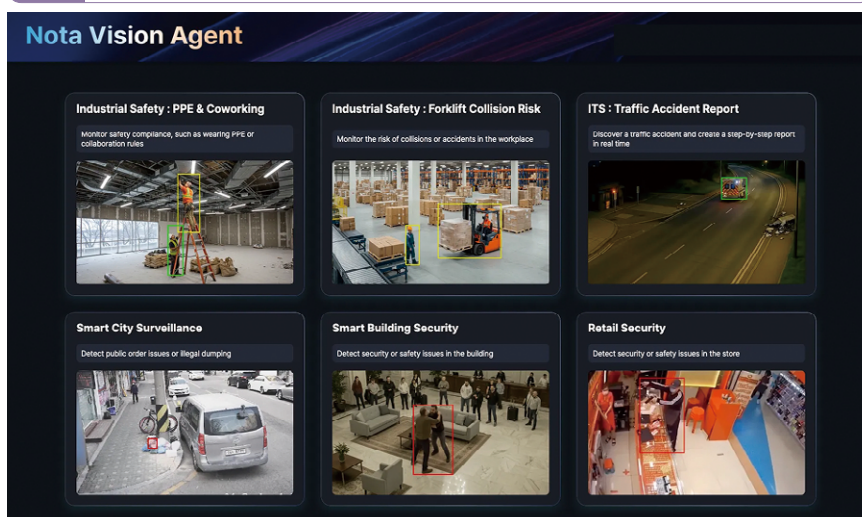 Nota Vision Agent
Industrial Safety : PPE & Coworking
Monitor safety compliance, such as wearing PPE or
collaboration rules
Industrial Safety : Forklift Collision Risk
Monitor the risk of collisions or accidents in the workplace
ITS : Traffic Accident Report
Discover a traffic accident and create a step-by-step report
in real time
Smart City Surveillance
Detect public order issues or illegal dumping
Smart Building Security
Detect security or safety issues in the building
Retail Security
Detect security or safety issues in the store